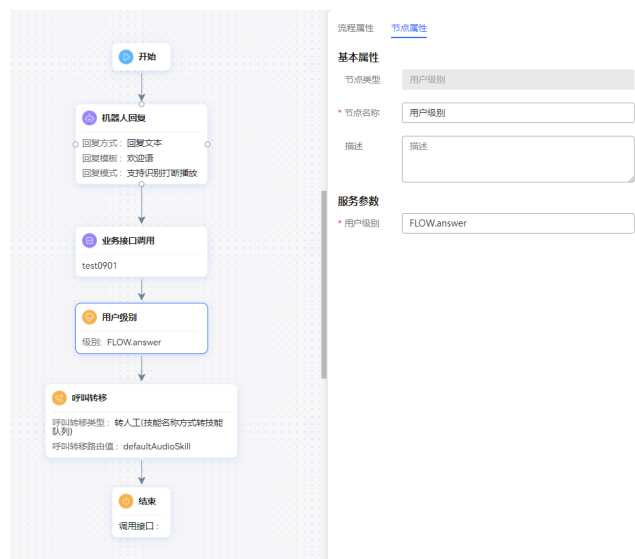 开始
机器人回复
回复方式：回复文本
回复模板：欢迎语
回复模式：支持识别打断播放
业务接口调用
test0901
用户级别
级别：FLOW.answer
呼叫转移
呼叫转移类型：转人工(技能名称方式转技能
队列)
呼叫转移路由值：defaultAudioSkill
结束
调用接口：
流程属性 节点属性
基本属性
节点类型 用户级别
* 节点名称 用户级别
描述 描述
服务参数
* 用户级别 FLOW.answer